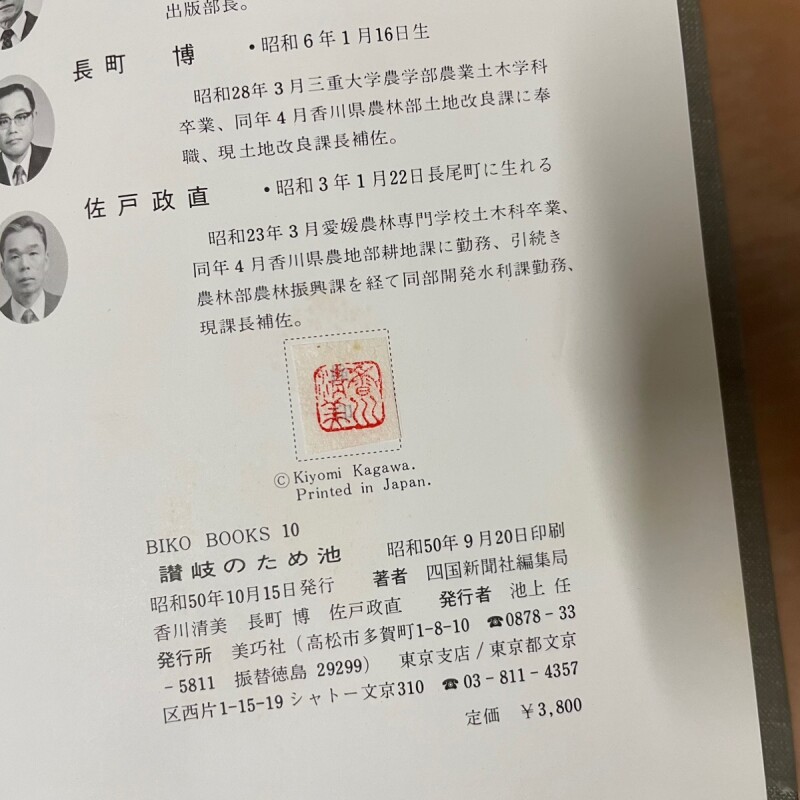 出版部長。
長町　博　・昭和6年1月16日生
昭和28年3月三重大学農学部農業土木学科
卒業、同年4月香川県農林部土地改良課に奉
職、現土地改良課長補佐。
佐戸政直　・昭和3年1月22日長尾町に生れる
昭和23年3月愛媛農林専門学校土木科卒業、
同年4月香川県農地部耕地課に勤務、引続き
農林部農林振興課を経て同部開発水利課勤務、
現課長補佐。
香川
清美
©Kiyomi Kagawa.
Printed in Japan.
BIKO BOOKS 10
讃岐のため池　昭和50年9月20日印刷
昭和50年10月15日発行　著者　四国新聞社編集局
香川清美　長町 博　佐戸政直　発行者　池上 任
発行所　美巧社（高松市多賀町1-8-10　☎0878-33
-5811　振替徳島 29299）　東京支店/東京都文京
区西片1-15-19 シャトー文京310　☎03-811-4357
定価　￥3,800